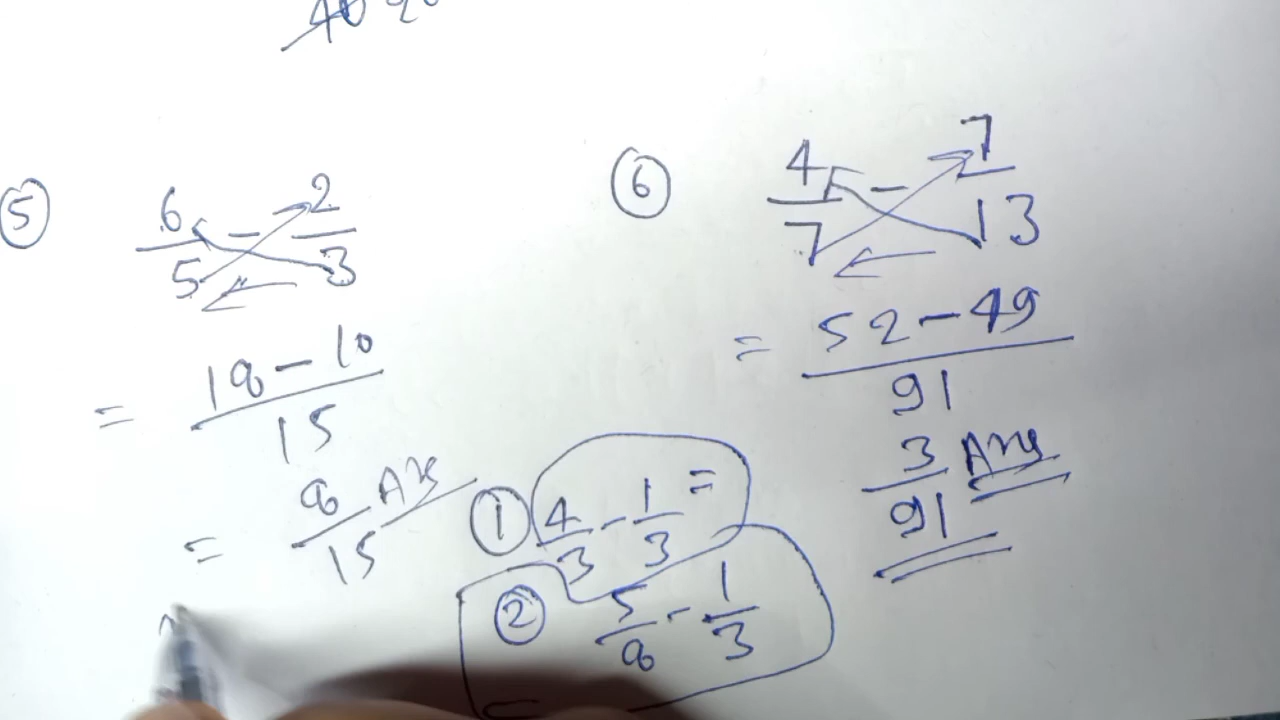 ⑤ 6/5 - 2/3
= 18-10/15
= 8/15 Ans
⑥ 4/7 - 7/13
= 52-49/91
3/91 Ans
① 4/3 - 1/3 =
② 5/8 - 1/3